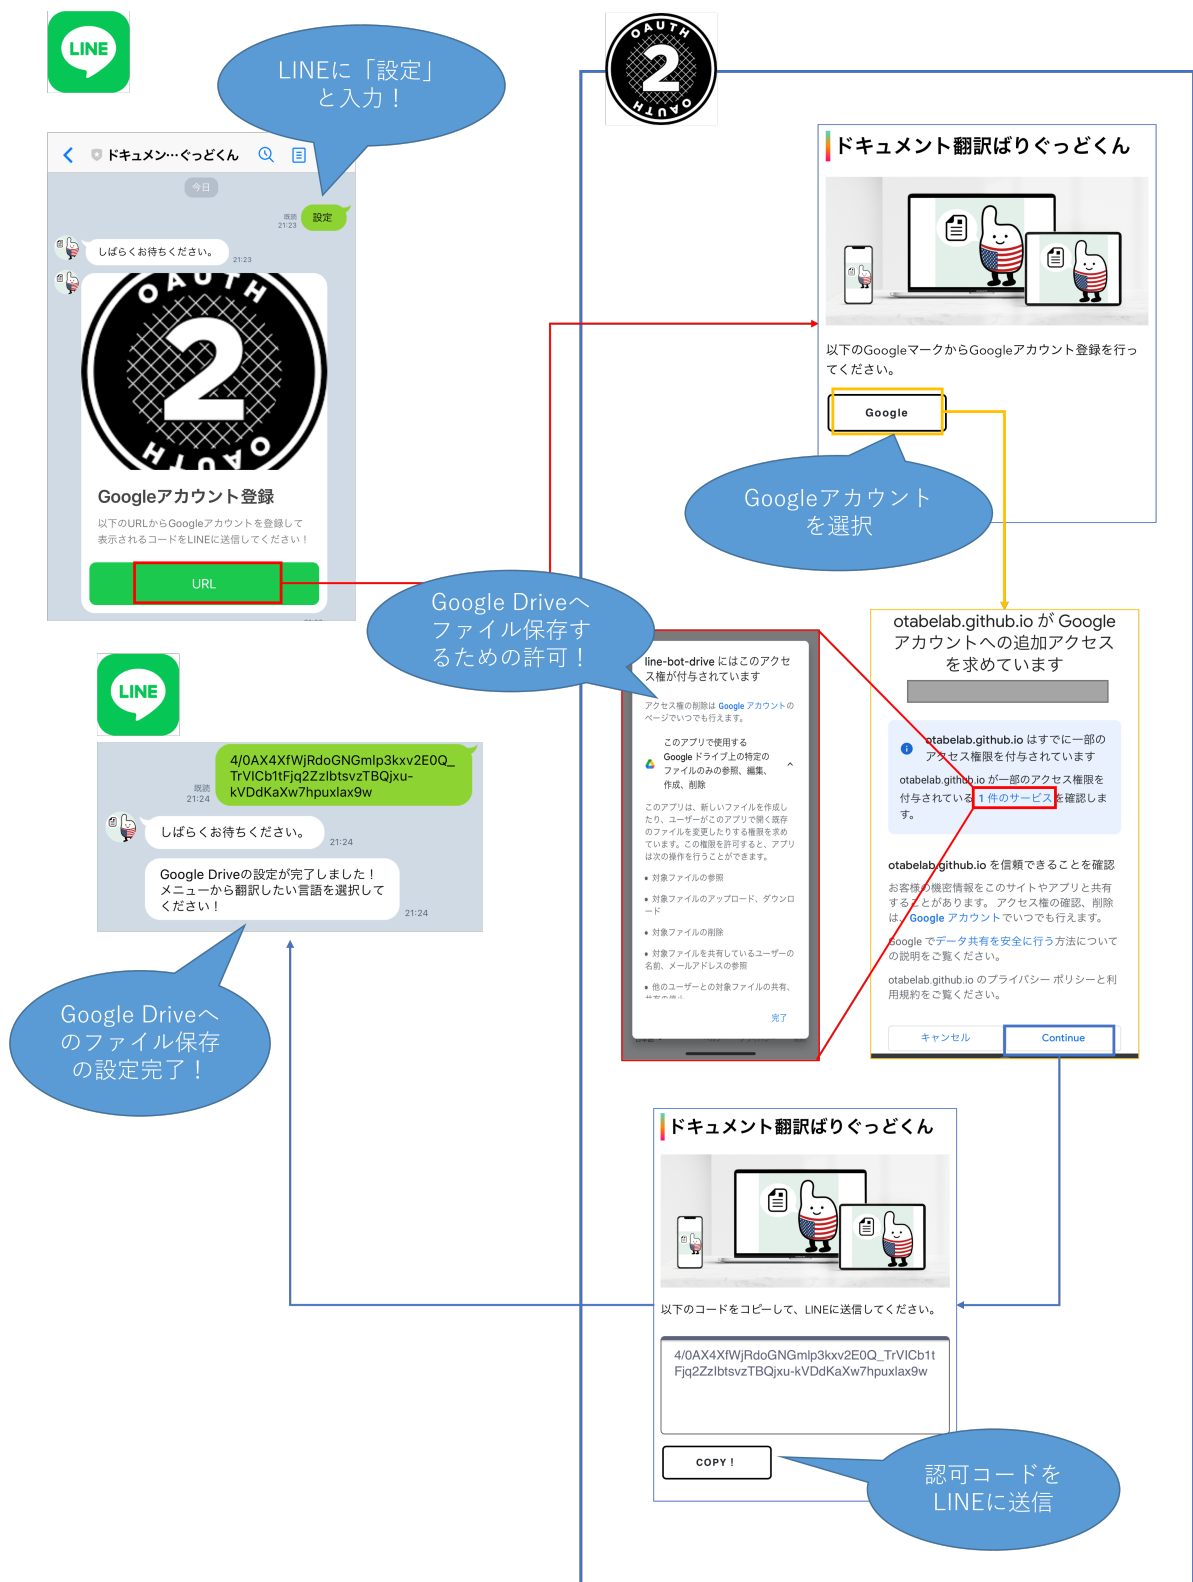 LINE
LINEに「設定」
と入力！
ドキュメン…ぐっどくん
今日
既読
21:23
設定
しばらくお待ちください。
21:23
OAUTH
2
OAUTH
Googleアカウント登録
以下のURLからGoogleアカウントを登録して
表示されるコードをLINEに送信してください！
URL
OAUTH
2
OAUTH
ドキュメント翻訳ばりぐっどくん
以下のGoogleマークからGoogleアカウント登録を行っ
てください。
Google
Googleアカウント
を選択
Google Driveへ
ファイル保存す
るための許可！
line-bot-drive にはこのアクセ
ス権が付与されています
アクセス権の削除は Google アカウントの
ページでいつでも行えます。
このアプリで使用する
Google ドライブ上の特定の
ファイルのみの参照、編集、
作成、削除
このアプリは、新しいファイルを作成し
たり、ユーザーがこのアプリで開く既存
のファイルを変更したりする権限を求め
ています。この権限を許可すると、アプリ
は次の操作を行うことができます。
• 対象ファイルの参照
• 対象ファイルのアップロード、ダウンロ
ード
• 対象ファイルの削除
• 対象ファイルを共有しているユーザーの
名前、メールアドレスの参照
• 他のユーザーとの対象ファイルの共有、
完了
otabelab.github.io が Google
アカウントへの追加アクセス
を求めています
otabelab.github.io はすでに一部の
アクセス権限を付与されています
otabelab.github.io が一部のアクセス権限を
付与されている 1 件のサービスを確認しま
す。
otabelab.github.io を信頼できることを確認
お客様の機密情報をこのサイトやアプリと共有
することがあります。 アクセス権の確認、削除
は、Google アカウントでいつでも行えます。
Google でデータ共有を安全に行う方法について
の説明をご覧ください。
otabelab.github.io のプライバシー ポリシーと利
用規約をご覧ください。
キャンセル
Continue
LINE
4/0AX4XfWjRdoGNGmlp3kxv2E0Q_
TrVICb1tFjq2ZzIbtsvzTBQjxu-
kVDdKaXw7hpuxlax9w
既読
21:24
しばらくお待ちください。
21:24
Google Driveの設定が完了しました！
メニューから翻訳したい言語を選択して
ください！
21:24
Google Driveへ
のファイル保存
の設定完了！
ドキュメント翻訳ばりぐっどくん
以下のコードをコピーして、LINEに送信してください。
4/0AX4XfWjRdoGNGmlp3kxv2E0Q_TrVICb1t
Fjq2ZzIbtsvzTBQjxu-kVDdKaXw7hpuxlax9w
COPY！
認可コードを
LINEに送信